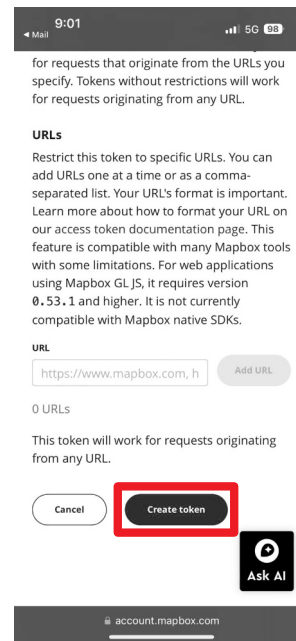 9:01
5G 98
◄ Mail
for requests that originate from the URLs you
specify. Tokens without restrictions will work
for requests originating from any URL.
URLs
Restrict this token to specific URLs. You can
add URLs one at a time or as a comma-
separated list. Your URL's format is important.
Learn more about how to format your URL on
our access token documentation page. This
feature is compatible with many Mapbox tools
with some limitations. For web applications
using Mapbox GL JS, it requires version
0.53.1 and higher. It is not currently
compatible with Mapbox native SDKs.
URL
https://www.mapbox.com, h
Add URL
0 URLs
This token will work for requests originating
from any URL.
Cancel
Create token
Ask AI
account.mapbox.com